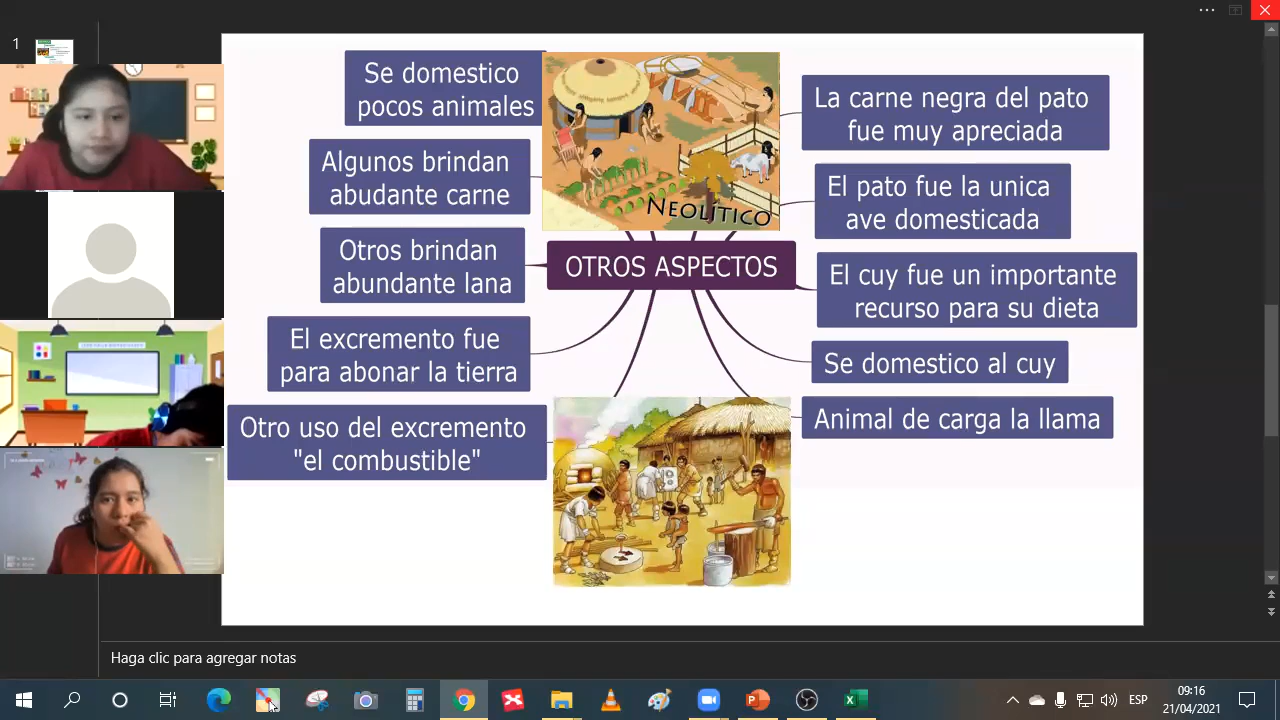 1
Se domestico
pocos animales
Algunos brindan
abudante carne
Otros brindan
abundante lana
El excremento fue
para abonar la tierra
Otro uso del excremento
"el combustible"
NEOLÍTICO
OTROS ASPECTOS
La carne negra del pato
fue muy apreciada
El pato fue la unica
ave domesticada
El cuy fue un importante
recurso para su dieta
Se domestico al cuy
Animal de carga la llama
Haga clic para agregar notas
ESP
09:16
21/04/2021